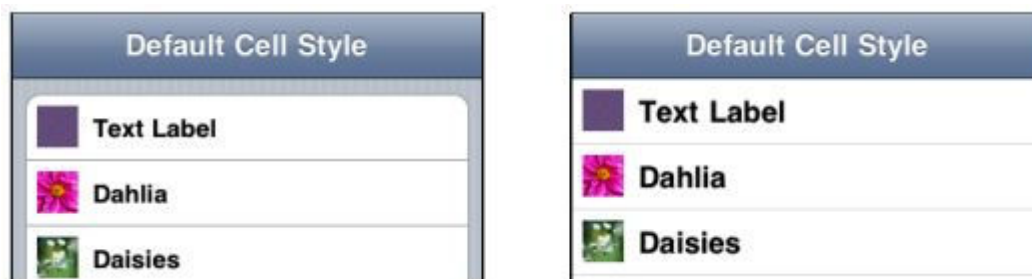 Default Cell Style
Text Label
Dahlia
Daisies
Default Cell Style
Text Label
Dahlia
Daisies